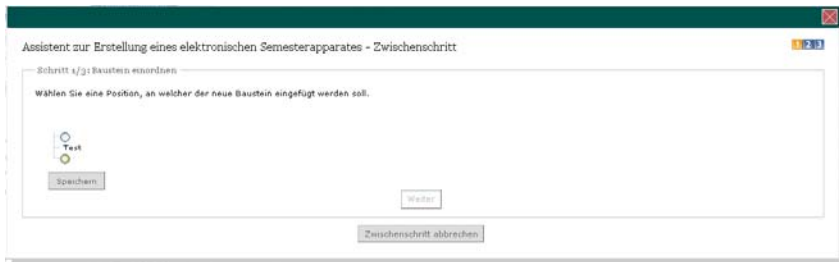 Assistent zur Erstellung eines elektronischen Semesterapparates - Zwischenschritt
1 2 3
Schritt 1/3: Baustein einordnen
Wählen Sie eine Position, an welcher der neue Baustein eingefügt werden soll.
Test
Speichern
Weiter
Zwischenschritt abbrechen